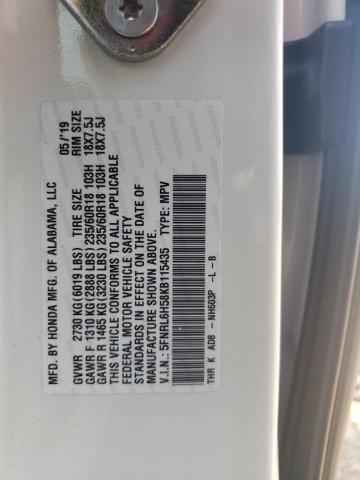 MFD. BY HONDA MFG. OF ALABAMA, LLC 05/'19
TIRE SIZE RIM SIZE
GVWR 2730 KG (6019 LBS)
GAWR F 1310 KG (2889 LBS) 235/60R18 103H 18X7.5J
GAWR R 1465 KG (3230 LBS) 235/60R18 103H 18X7.5J
THIS VEHICLE CONFORMS TO ALL APPLICABLE
FEDERAL MOTOR VEHICLE SAFETY
STANDARDS IN EFFECT ON THE DATE OF
MANUFACTURE SHOWN ABOVE.
V.I.N.: 5FNRL6H58KB115435 TYPE: MPV
THR K AD8 - NH603P -L-B